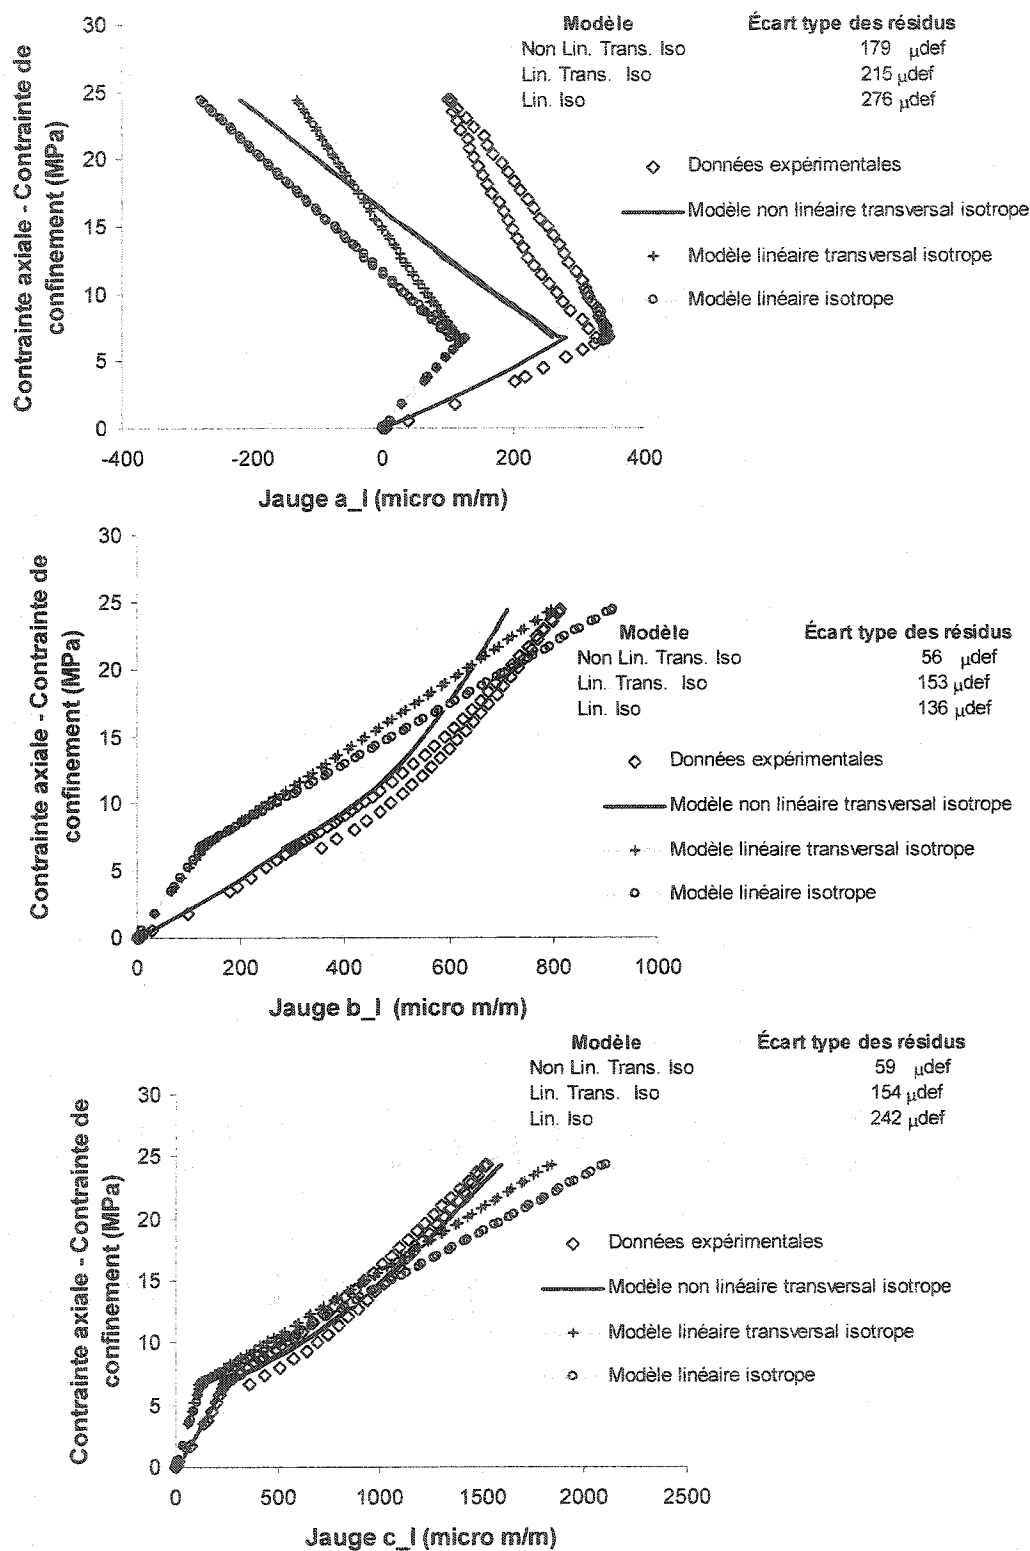 Modèle Écart type des résidus
Non Lin. Trans. Iso 179 μdef
Lin. Trans. Iso 215 μdef
Lin. Iso 276 μdef
Contrainte axiale - Contrainte de
confinement (MPa)
30
25
20
15
10
5
0
-400 -200 0 200 400
Jauge a_I (micro m/m)
Données expérimentales
Modèle non linéaire transversal isotrope
Modèle linéaire transversal isotrope
Modèle linéaire isotrope
Contrainte axiale - Contrainte de
confinement (MPa)
30
25
20
15
10
5
0
0 200 400 600 800 1000
Jauge b_I (micro m/m)
Modèle Écart type des résidus
Non Lin. Trans. Iso 56 μdef
Lin. Trans. Iso 153 μdef
Lin. Iso 136 μdef
Données expérimentales
Modèle non linéaire transversal isotrope
Modèle linéaire transversal isotrope
Modèle linéaire isotrope
Modèle Écart type des résidus
Non Lin. Trans. Iso 59 μdef
Lin. Trans. Iso 154 μdef
Lin. Iso 242 μdef
Contrainte axiale - Contrainte de
confinement (MPa)
30
25
20
15
10
5
0
0 500 1000 1500 2000 2500
Jauge c_I (micro m/m)
Données expérimentales
Modèle non linéaire transversal isotrope
Modèle linéaire transversal isotrope
Modèle linéaire isotrope